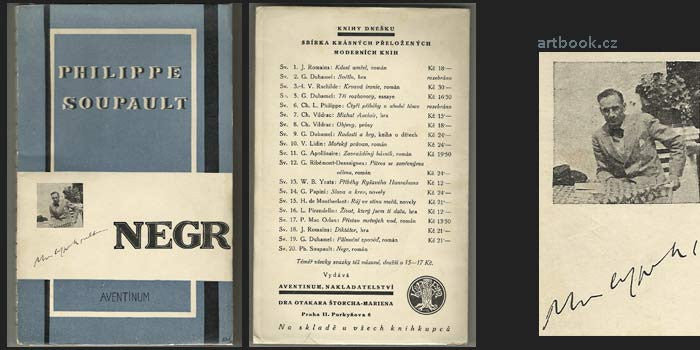 PHILIPPE
SOUPAULT
NEGR
AVENTINUM
KNIHY DNEŠKU
SBÍRKA KRÁSNÝCH PŘELOŽENÝCH
MODERNÍCH KNIH
Sv. 1. J. Romains: Kdosi umřel, román Kč 18·—
Sv. 2. G. Duhamel: Světlo, hra rozebráno
Sv. 3.-4. V. Rachilde: Krvavá ironie, román Kč 30·—
Sv. 5. G. Duhamel: Tři rozhovory, essaye Kč 16·50
Sv. 6. Ch. L. Philippe: Čtyři příběhy o ubohé lásce rozebráno
Sv. 7. Ch. Vildrac: Michel Auclair, hra Kč 15·—
Sv. 8. Ch. Vildrac: Objevy, prósy Kč 18·—
Sv. 9. G. Duhamel: Radosti a hry, kniha o dětech Kč 24·—
Sv. 10. V. Lidin: Mořský průvan, román Kč 24·—
Sv. 11. G. Apollinaire: Zavražděný básník, román Kč 19·50
Sv. 12. G. Ribémont-Dessaignes: Pštros se zavřenýma
očima, román Kč 24·—
Sv. 13. W. B. Yeats: Příběhy Ryšavého Hanrahana Kč 12·—
Sv. 14. G. Papini: Slova a krev, novely Kč 24·—
Sv. 15. H. de Montherlant: Ráj ve stínu mečů, novely Kč 21·—
Sv. 16. L. Pirandello: Život, který jsem ti dala, hra Kč 12·—
Sv. 17. P. Mac Orlan: Přístav mrtvých vod, román Kč 13·50
Sv. 18. J. Romains: Diktátor, hra Kč 21·—
Sv. 19. G. Duhamel: Půlnoční zpověď, román Kč 21·—
Sv. 20. Ph. Soupault: Negr, román
Téměř všecky svazky též vázané, dražší o 15—17 Kč.
Vydává
AVENTINUM, NAKLADATELSTVÍ
DRA OTAKARA ŠTORCHA-MARIENA
Praha II. Purkyňova 6
Na skladě u všech knihkupců
artbook.cz